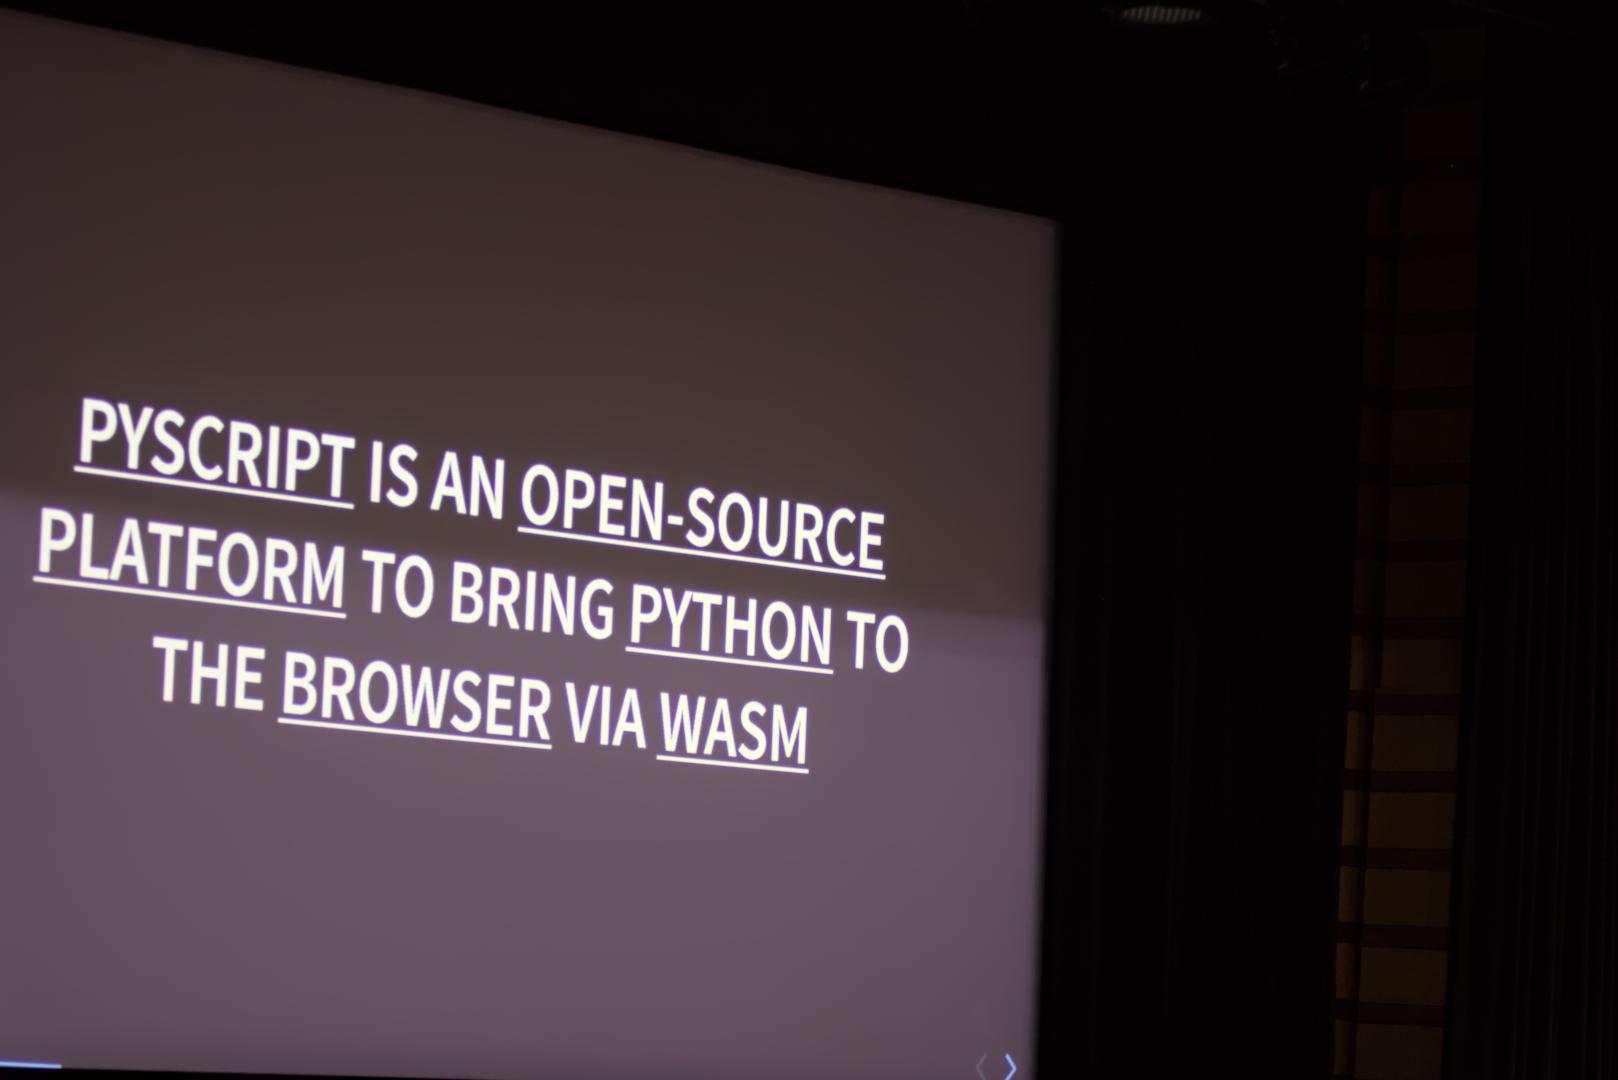 PYSCRIPT IS AN OPEN-SOURCE
PLATFORM TO BRING PYTHON TO
THE BROWSER VIA WASM